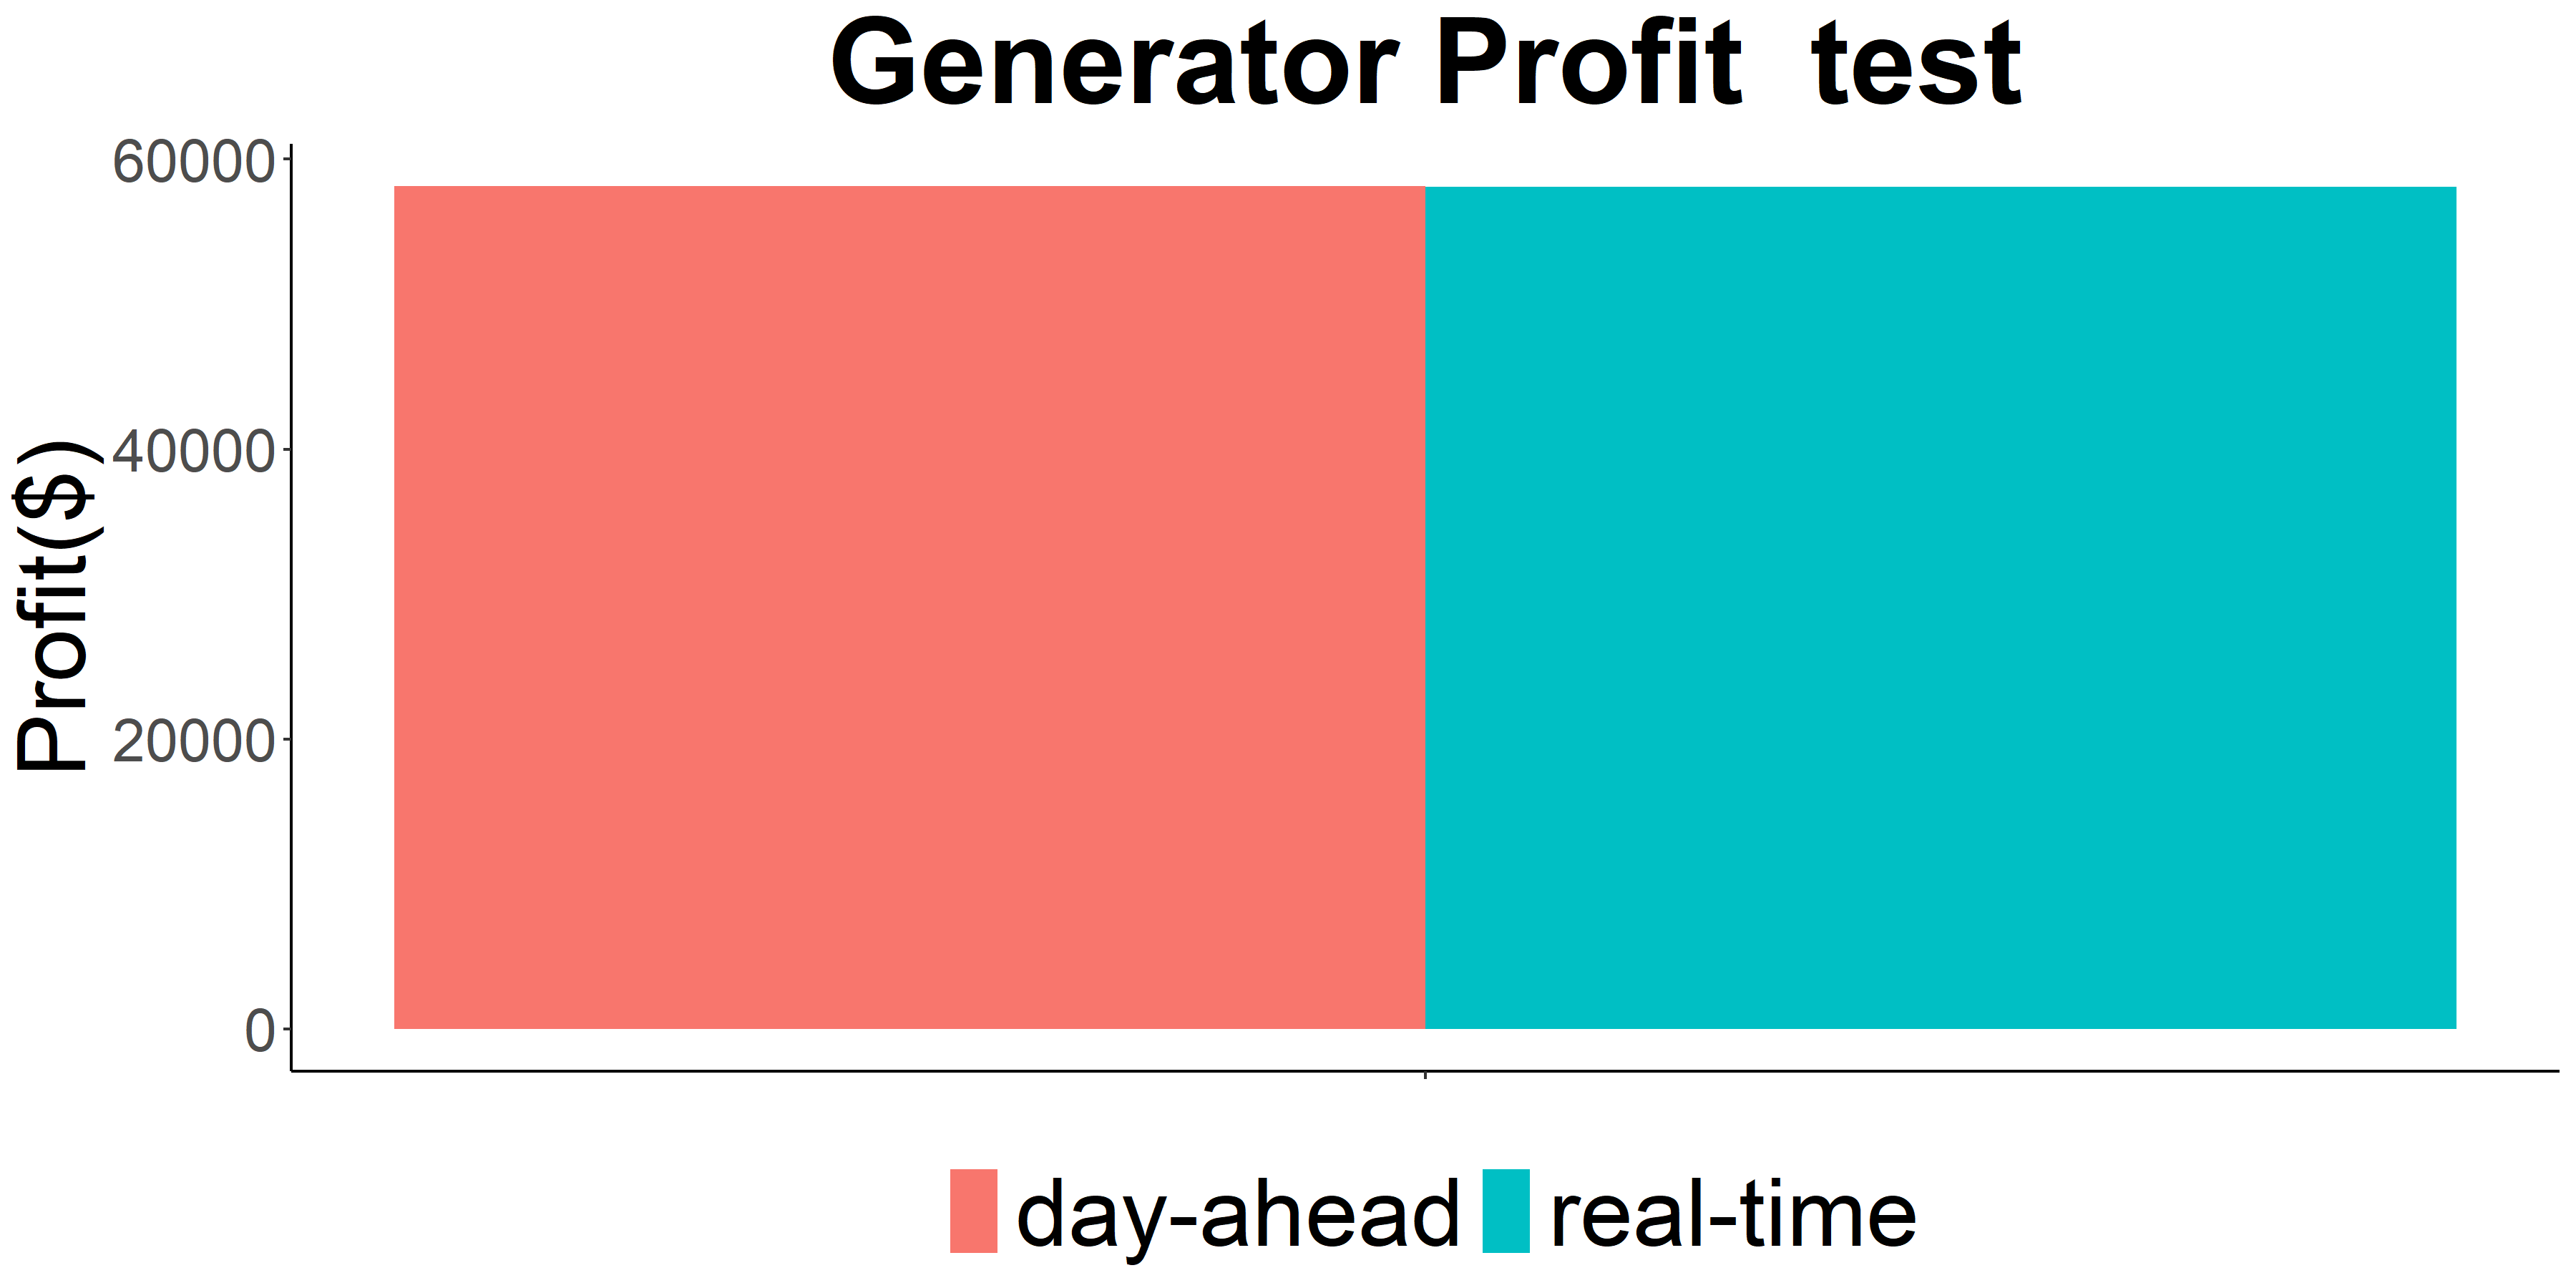 Generator Profit  test
Profit($)
60000
40000
20000
0
day-ahead
real-time